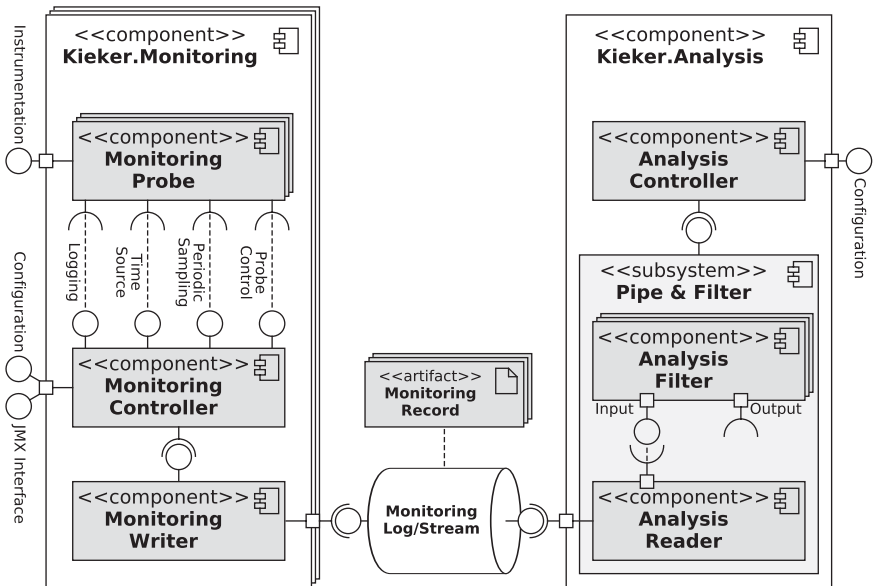 <<component>>
Kieker.Monitoring
Instrumentation
<<component>>
Monitoring
Probe
Logging
Time
Source
Periodic
Sampling
Probe
Control
Configuration
JMX Interface
<<component>>
Monitoring
Controller
<<component>>
Monitoring
Writer
<<artifact>>
Monitoring
Record
Monitoring
Log/Stream
<<component>>
Kieker.Analysis
<<component>>
Analysis
Controller
Configuration
<<subsystem>>
Pipe & Filter
<<component>>
Analysis
Filter
Input
Output
<<component>>
Analysis
Reader